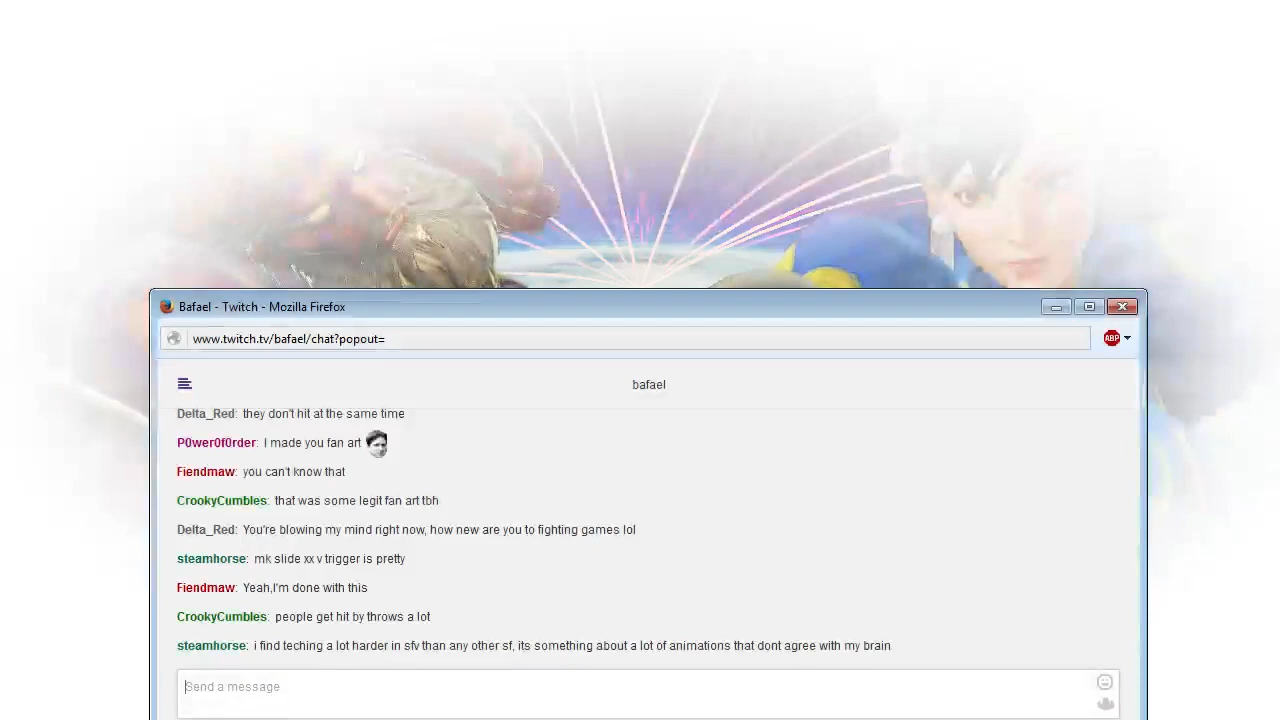 Bafael - Twitch - Mozilla Firefox
www.twitch.tv/bafael/chat?popout=
ABP
bafael
Delta_Red: they don't hit at the same time
P0wer0f0rder: I made you fan art
Fiendmaw: you can't know that
CrookyCumbles: that was some legit fan art tbh
Delta_Red: You're blowing my mind right now, how new are you to fighting games lol
steamhorse: mk slide xx v trigger is pretty
Fiendmaw: Yeah,I'm done with this
CrookyCumbles: people get hit by throws a lot
steamhorse: i find teching a lot harder in sfv than any other sf, its something about a lot of animations that dont agree with my brain
Send a message